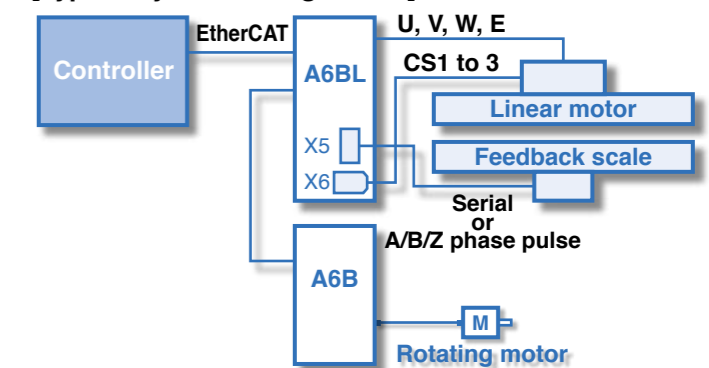 EtherCAT
U, V, W, E
CS1 to 3
Controller
A6BL
Linear motor
X5
Feedback scale
X6
Serial
or
A/B/Z phase pulse
A6B
M
Rotating motor